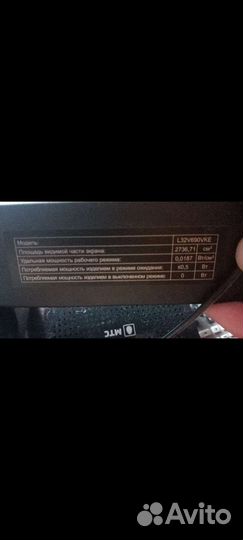 Модель: L32V690VKE
Площадь видимой части экрана: 2736,71 см²
Удельная мощность рабочего режиме: 0,0187 Вт/см²
Потребляемая мощность изделием в режиме ожидания: ≤0,5 Вт
Потребляемая мощность изделием в выключенном режиме: 0 Вт
МТС
Avito